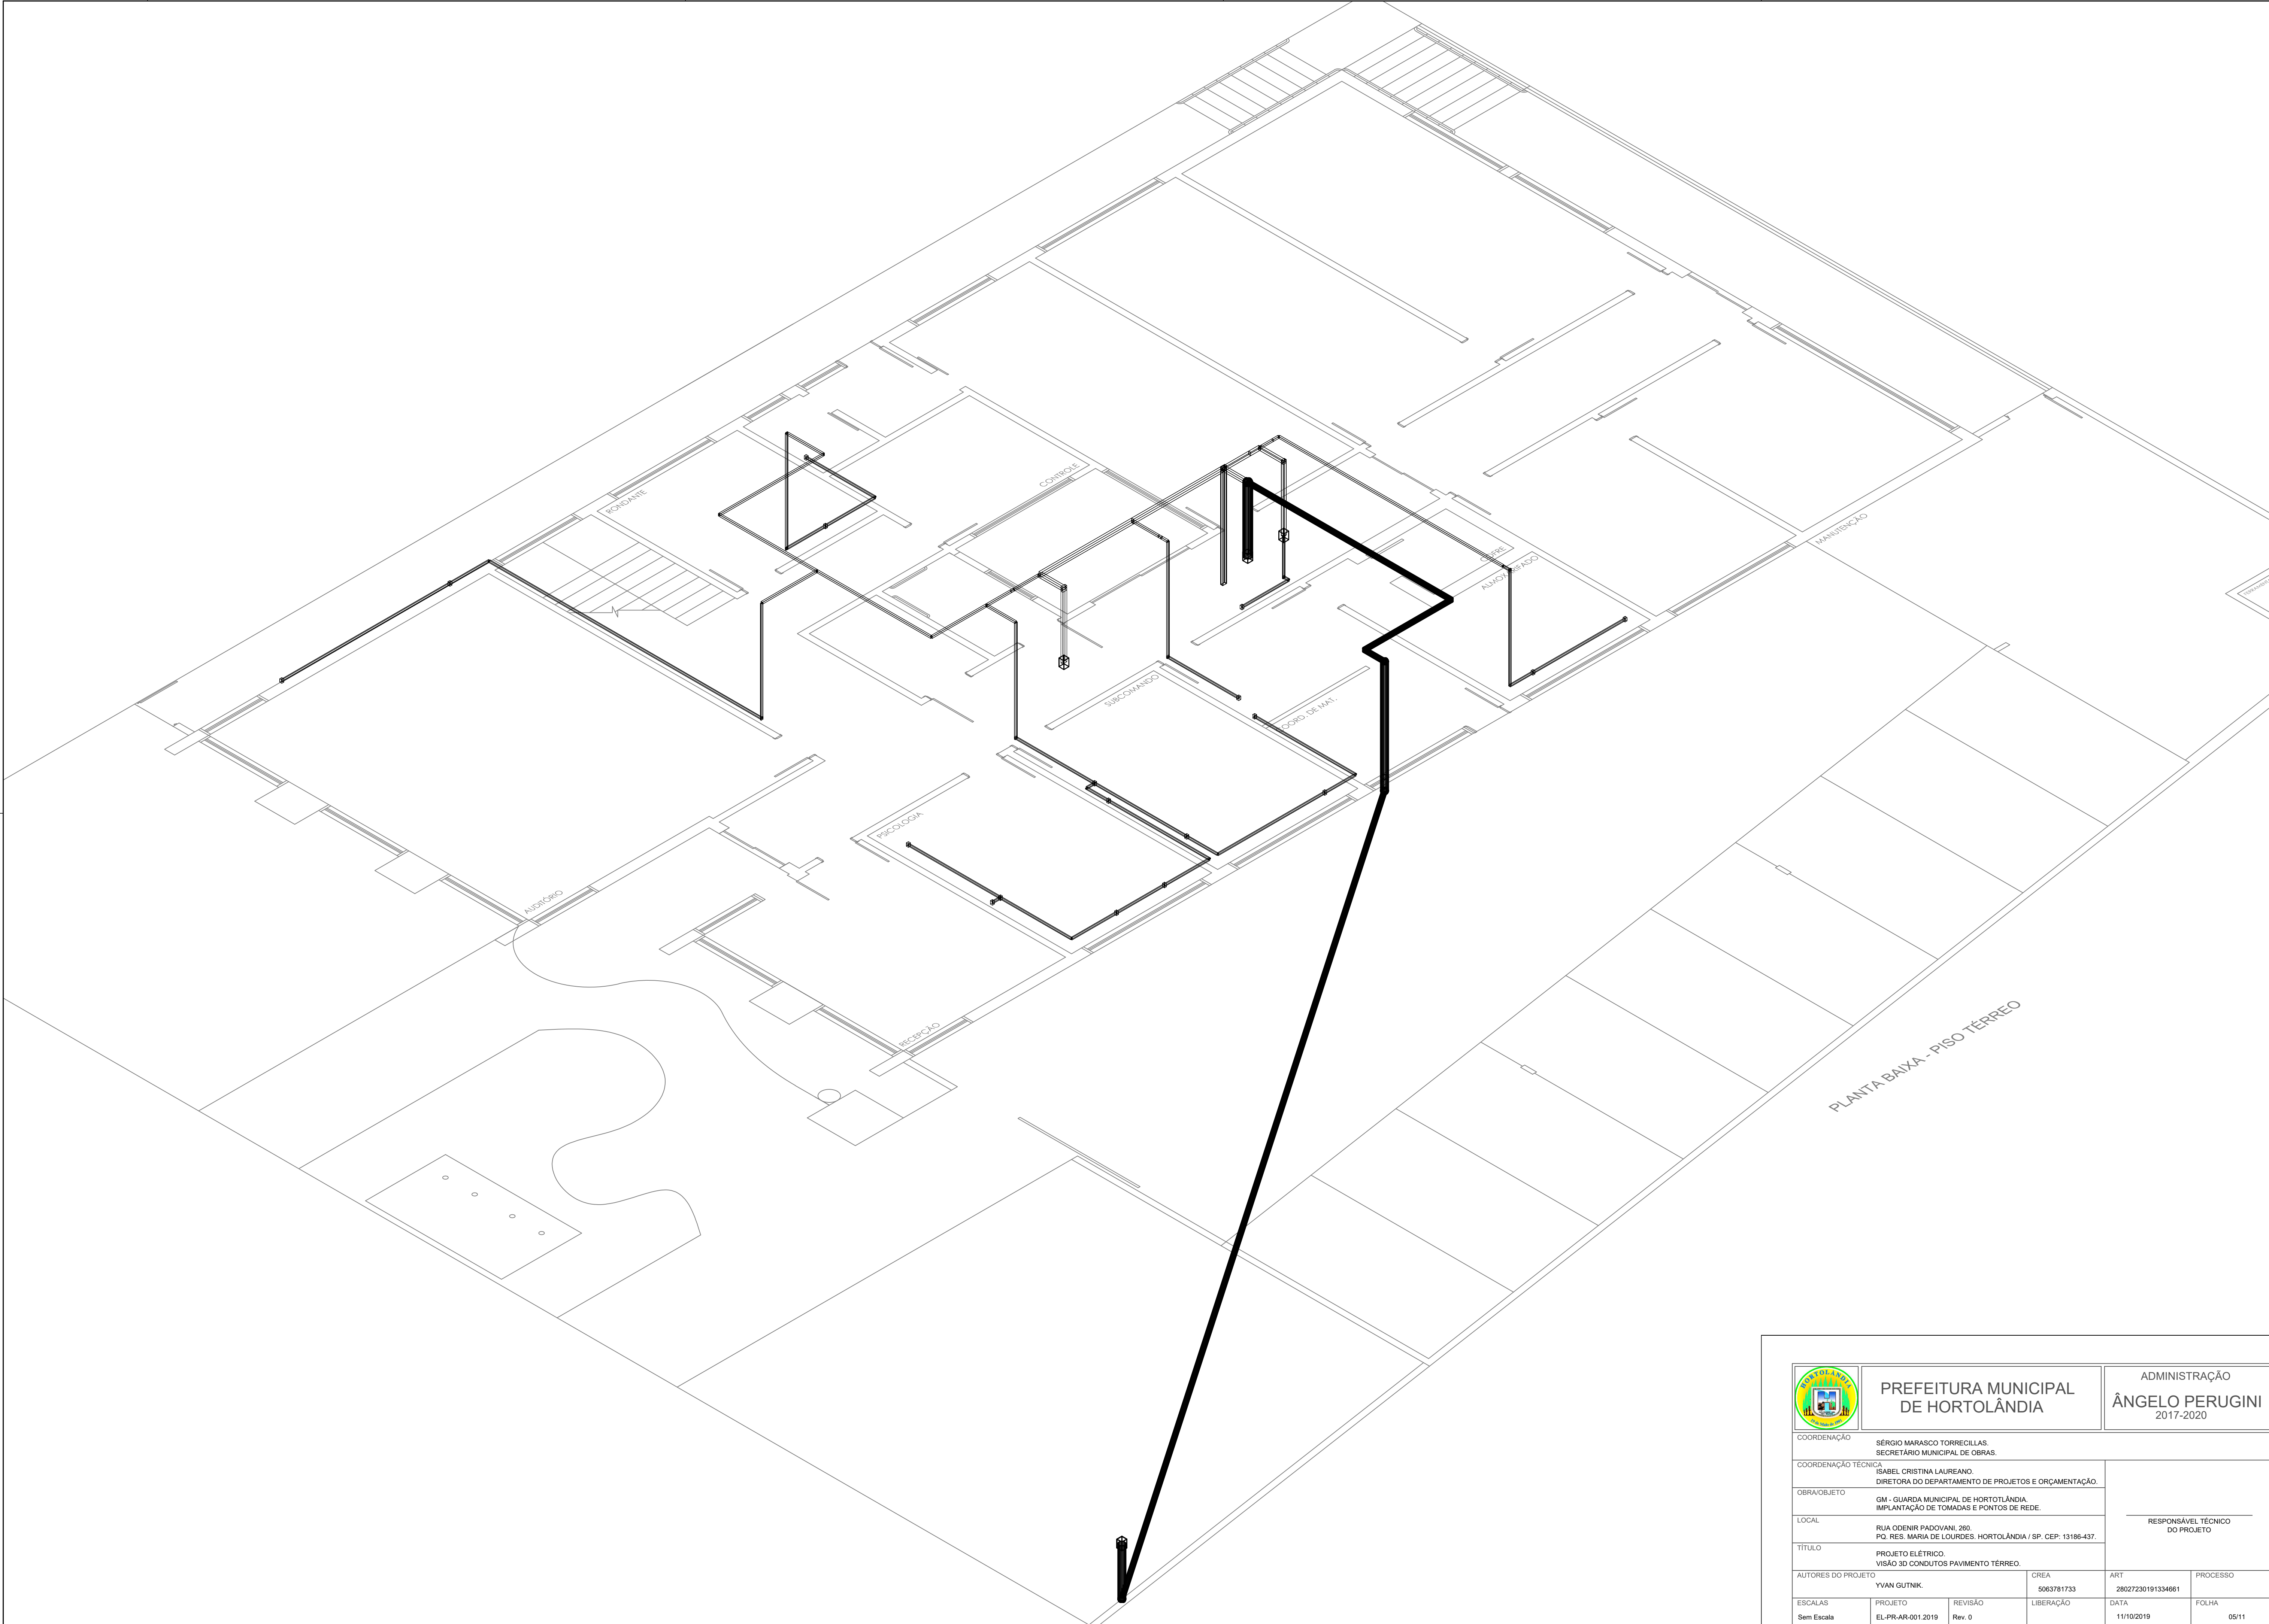 RONDANTE
CONTROLE
COFRE
ALMOXARIFADO
MANUTENÇÃO
SUBCOMANDO
COORD. DE MAT.
PSICOLOGIA
AUDITÓRIO
RECEPÇÃO
PLANTA BAIXA - PISO TÉRREO
HORTOLÂNDIA
19 de Maio de 1991
PREFEITURA MUNICIPAL
DE HORTOLÂNDIA
ADMINISTRAÇÃO
ÂNGELO PERUGINI
2017-2020
COORDENAÇÃO
SÉRGIO MARASCO TORRECILLAS.
SECRETÁRIO MUNICIPAL DE OBRAS.
COORDENAÇÃO TÉCNICA
ISABEL CRISTINA LAUREANO.
DIRETORA DO DEPARTAMENTO DE PROJETOS E ORÇAMENTAÇÃO.
OBRA/OBJETO
GM - GUARDA MUNICIPAL DE HORTOTLÂNDIA.
IMPLANTAÇÃO DE TOMADAS E PONTOS DE REDE.
LOCAL
RUA ODENIR PADOVANI, 260.
PQ. RES. MARIA DE LOURDES. HORTOLÂNDIA / SP. CEP: 13186-437.
RESPONSÁVEL TÉCNICO
DO PROJETO
TÍTULO
PROJETO ELÉTRICO.
VISÃO 3D CONDUTOS PAVIMENTO TÉRREO.
AUTORES DO PROJETO
YVAN GUTNIK.
CREA
5063781733
ART
28027230191334661
PROCESSO
ESCALAS
Sem Escala
PROJETO
EL-PR-AR-001.2019
REVISÃO
Rev. 0
LIBERAÇÃO
DATA
11/10/2019
FOLHA
05/11